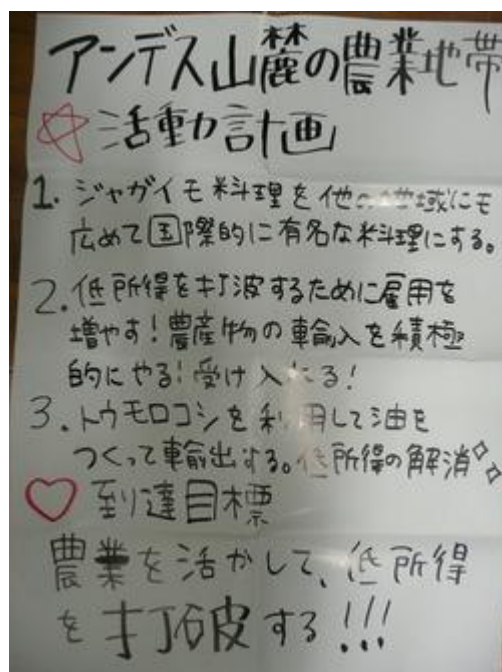 アンデス山麓の農業地帯
☆活動計画
1. ジャガイモ料理を他の地域にも
広めて国際的に有名な料理にする。
2. 低所得を打破するために雇用を
増やす！農産物の輸入を積極
的にやる！受け入れる！
3. トウモロコシを利用して油を
つくって輸出する。低所得の解消
♡到達目標
農業を活かして、低所得
を打破する!!!